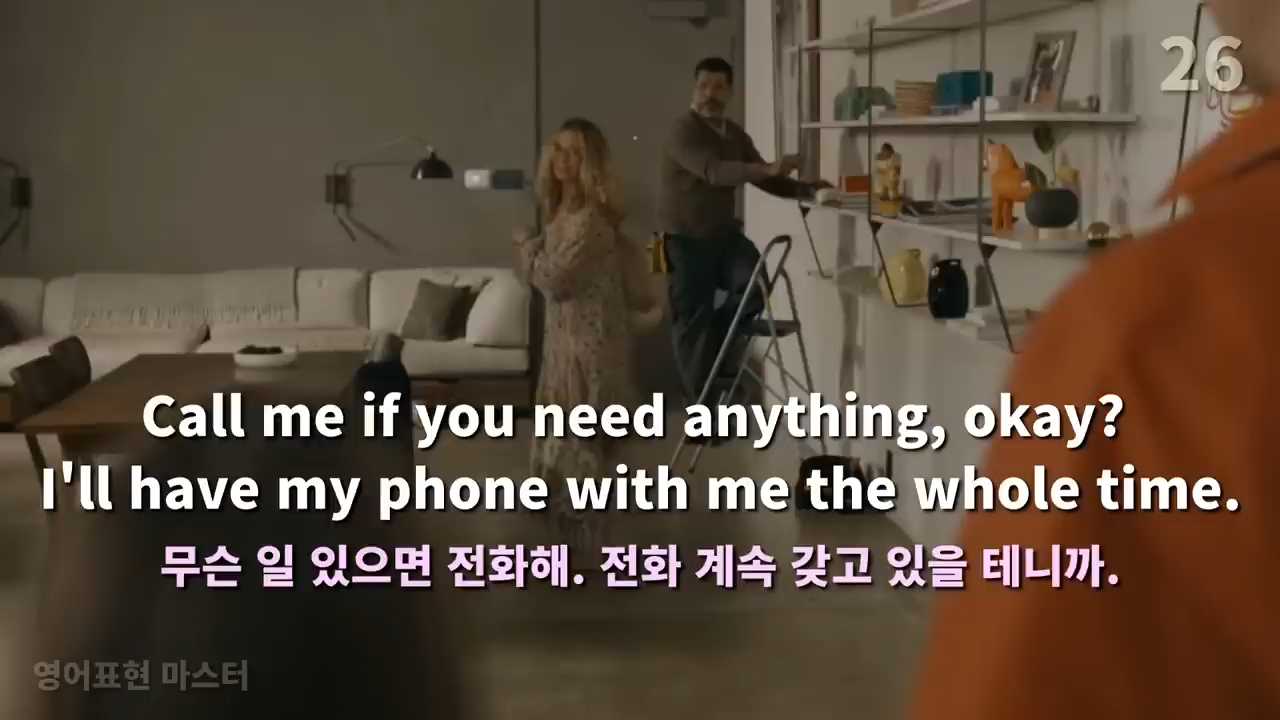 26
Call me if you need anything, okay?
I'll have my phone with me the whole time.
무슨 일 있으면 전화해. 전화 계속 갖고 있을 테니까.
영어표현 마스터